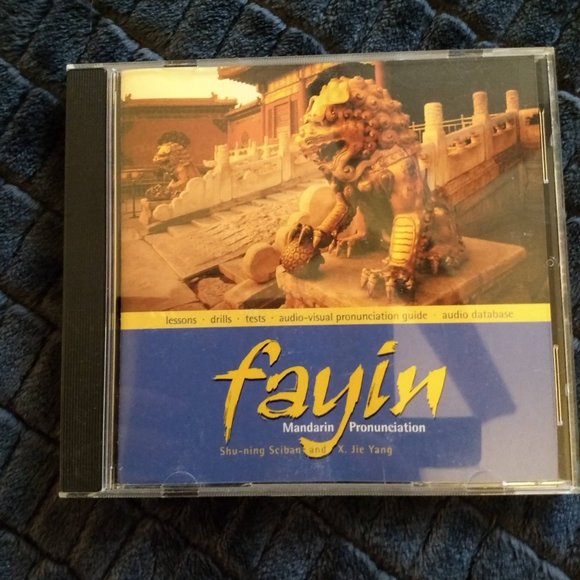 lessons · drills · tests · audio-visual pronunciation guide · audio database
fayin
Mandarin Pronunciation
Shu-ning Sciban and X. Jie Yang